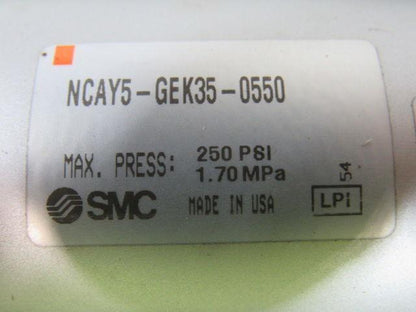 NCAY5-GEK35-0550
MAX. PRESS: 250 PSI
1.70 MPa
54
SMC MADE IN USA LPI